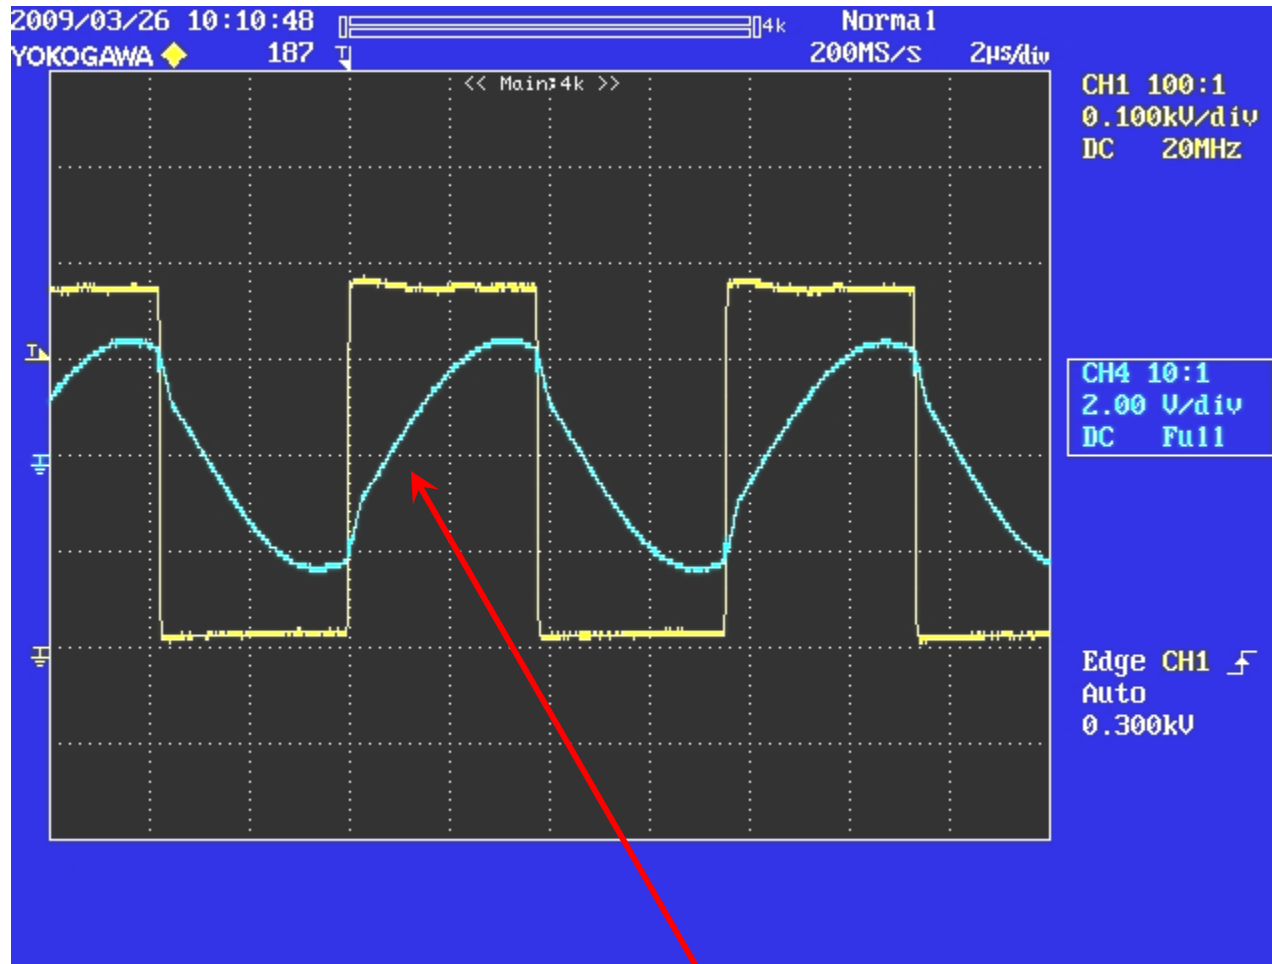 2009/03/26 10:10:48 4k Normal
YOKOGAWA 187 T 200MS/s 2µs/div
<< Main:4k >>
CH1 100:1
0.100kV/div
DC 20MHz
T
CH4 10:1
2.00 V/div
DC Full
Edge CH1
Auto
0.300kV